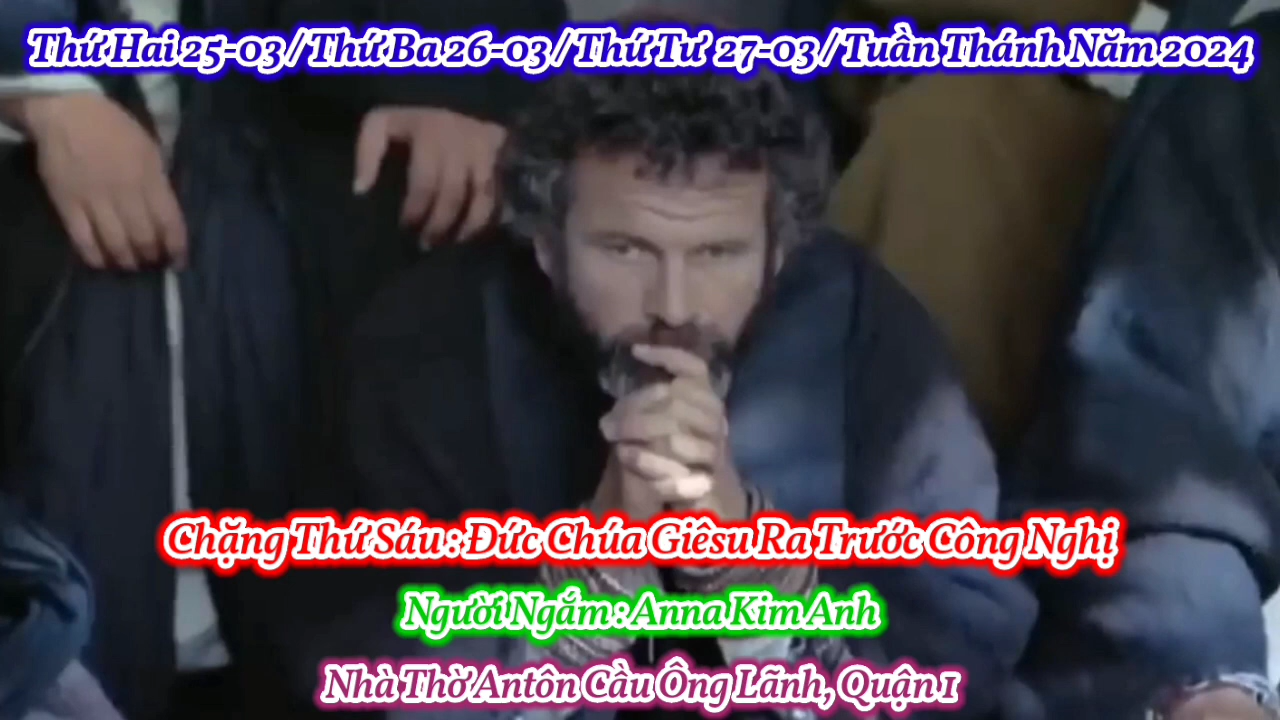 Thứ Hai 25-03 / Thứ Ba 26-03 / Thứ Tư 27-03 / Tuần Thánh Năm 2024
Chặng Thứ Sáu : Đức Chúa Giêsu Ra Trước Công Nghị
Người Ngắm : Anna Kim Anh
Nhà Thờ Antôn Cầu Ông Lãnh, Quận 1